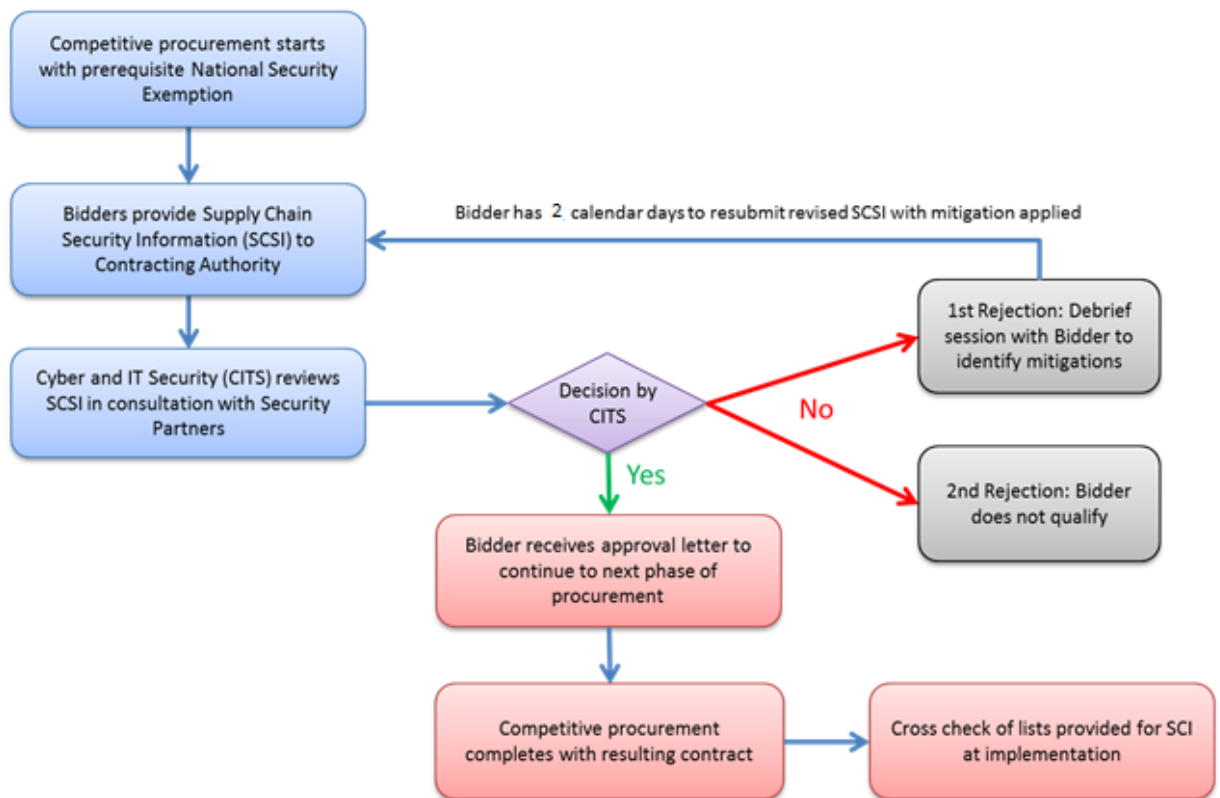 Competitive procurement starts
with prerequisite National Security
Exemption
Bidders provide Supply Chain
Security Information (SCSI) to
Contracting Authority
Bidder has 2 calendar days to resubmit revised SCSI with mitigation applied
1st Rejection: Debrief
session with Bidder to
identify mitigations
Cyber and IT Security (CITS) reviews
SCSI in consultation with Security
Partners
Decision by
CITS
No
Yes
2nd Rejection: Bidder
does not qualify
Bidder receives approval letter to
continue to next phase of
procurement
Competitive procurement
completes with resulting contract
Cross check of lists provided for SCI
at implementation